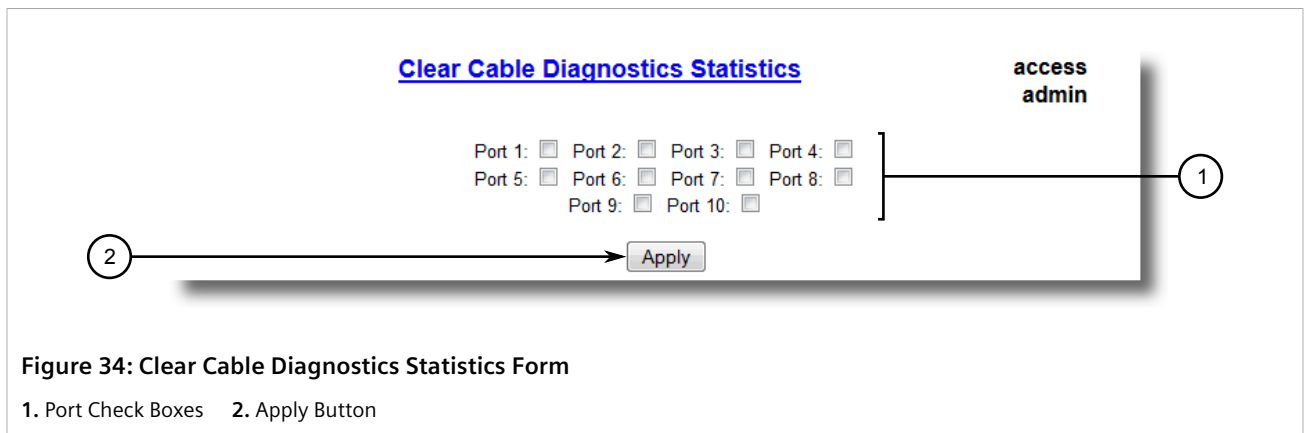 Clear Cable Diagnostics Statistics
access
admin
Port 1: Port 2: Port 3: Port 4:
Port 5: Port 6: Port 7: Port 8:
Port 9: Port 10:
1
2
Apply
Figure 34: Clear Cable Diagnostics Statistics Form
1. Port Check Boxes 2. Apply Button